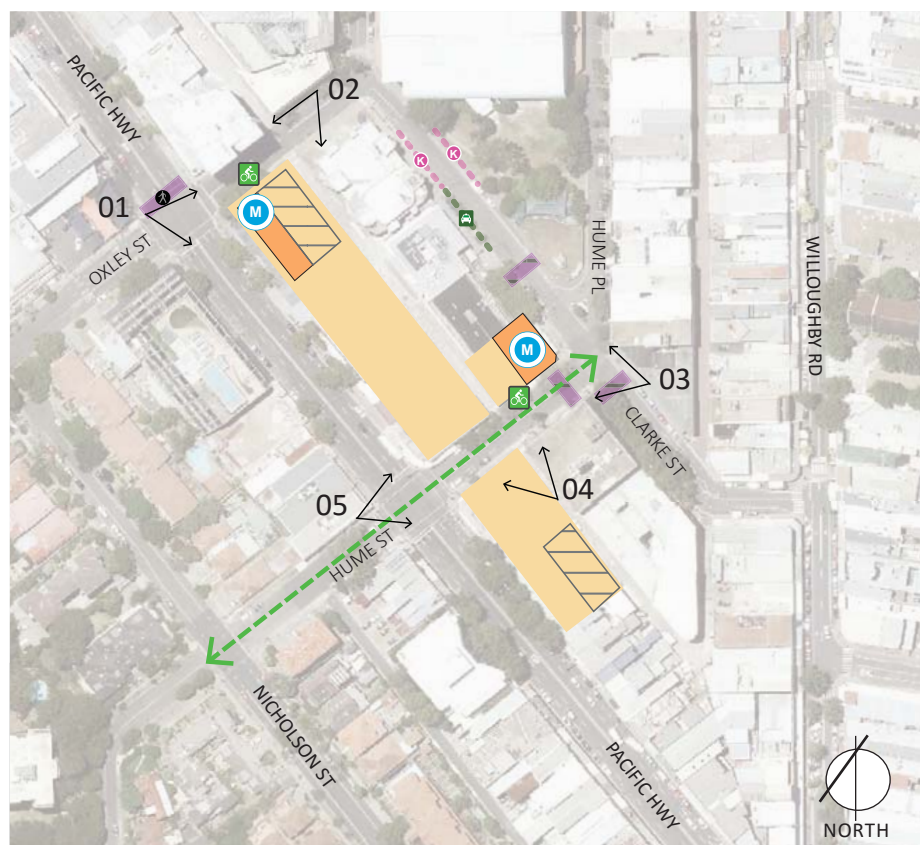 PACIFIC HWY
02
K
K
01
M
OXLEY ST
HUME PL
WILLOUGHBY RD
M
03
CLARKE ST
04
05
HUME ST
NICHOLSON ST
PACIFIC HWY
NORTH